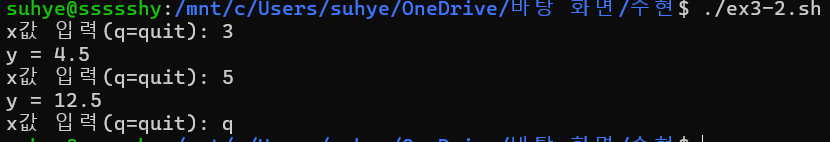 suhye@ssssshy:/mnt/c/Users/suhye/OneDrive/바탕 화면/수현$ ./ex3-2.sh
x값 입력(q=quit): 3
y = 4.5
x값 입력(q=quit): 5
y = 12.5
x값 입력(q=quit): q